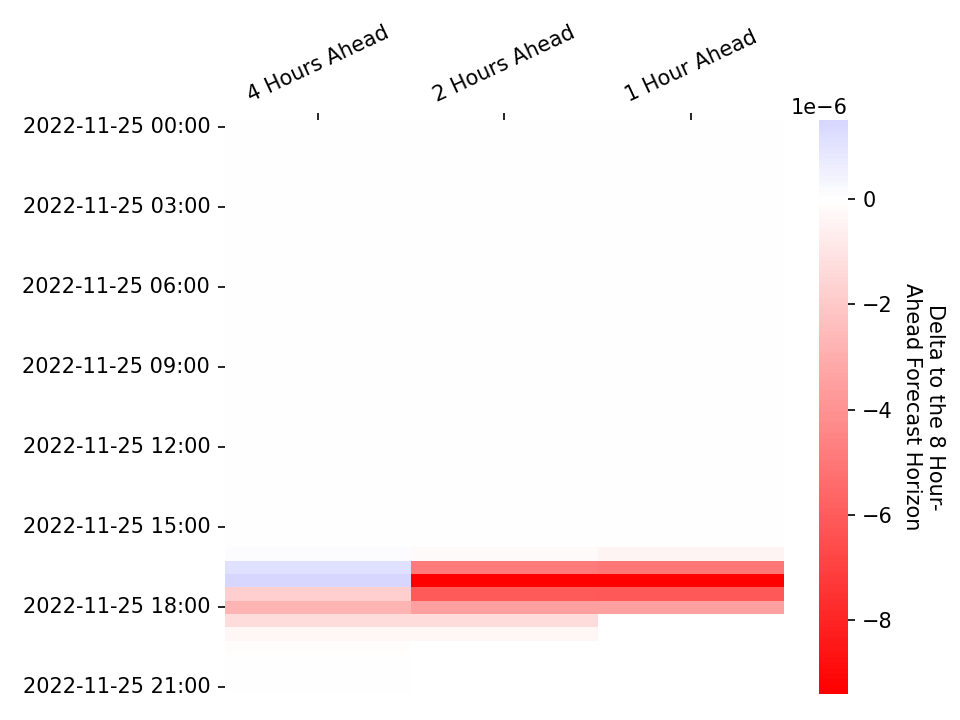 4 Hours Ahead
2 Hours Ahead
1 Hour Ahead
1e−6
2022-11-25 00:00
2022-11-25 03:00
2022-11-25 06:00
2022-11-25 09:00
2022-11-25 12:00
2022-11-25 15:00
2022-11-25 18:00
2022-11-25 21:00
0
−2
−4
−6
−8
Delta to the 8 Hour-
Ahead Forecast Horizon